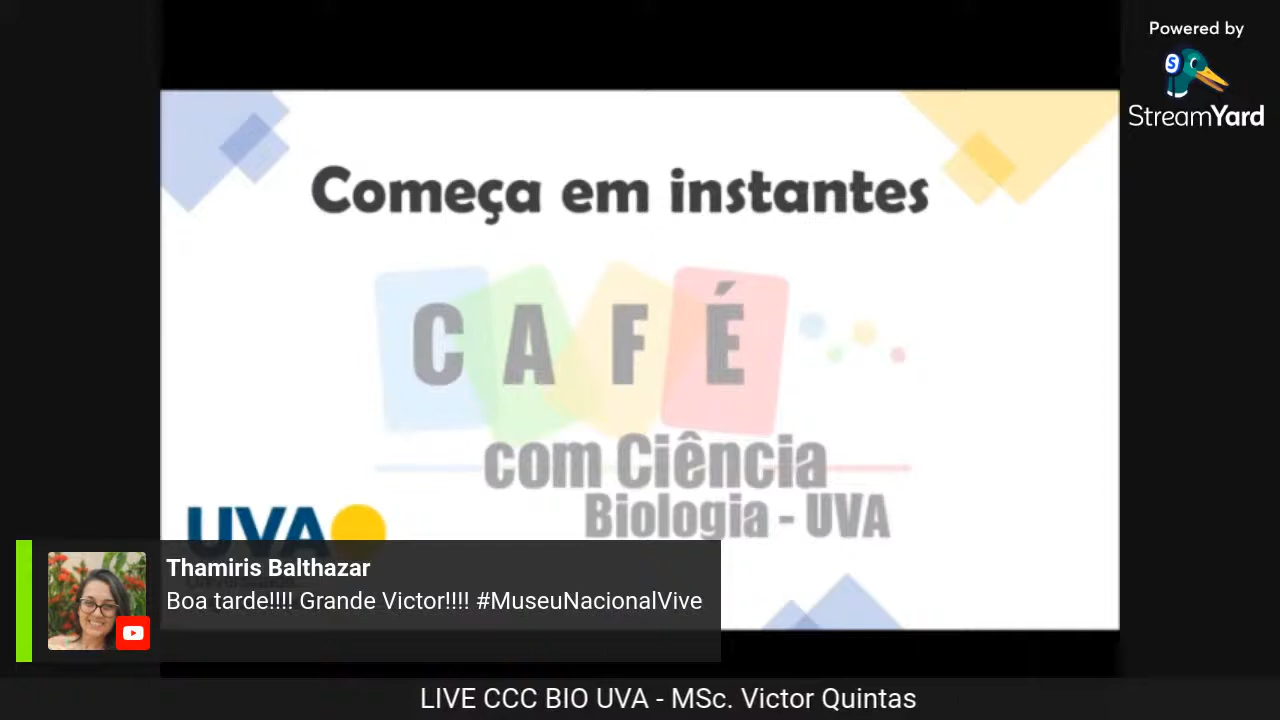 Powered by
StreamYard
Começa em instantes
CAFÉ
com Ciência
Biologia - UVA
UVA
Thamiris Balthazar
Boa tarde!!!! Grande Victor!!!! #MuseuNacionalVive
LIVE CCC BIO UVA - MSc. Victor Quintas